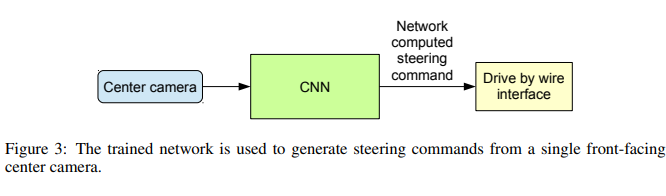 Network
computed
steering
command
Center camera
CNN
Drive by wire
interface
Figure 3: The trained network is used to generate steering commands from a single front-facing
center camera.